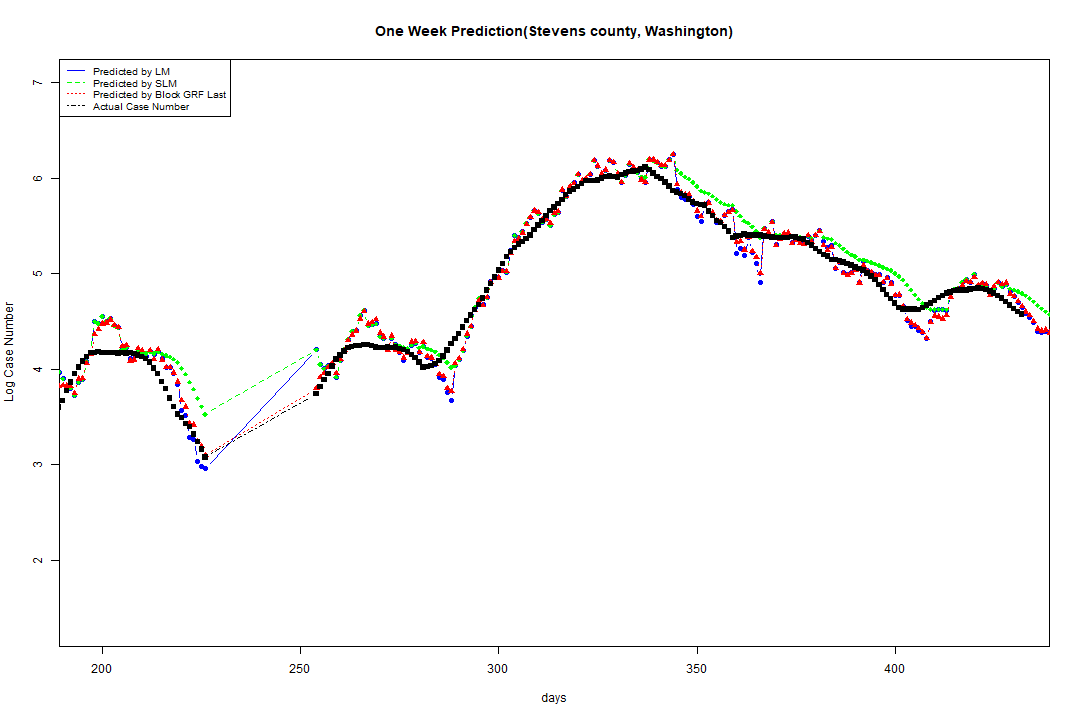 One Week Prediction(Stevens county, Washington)
Predicted by LM
Predicted by SLM
Predicted by Block GRF Last
Actual Case Number
7
6
5
4
3
2
Log Case Number
200 250 300 350 400
days